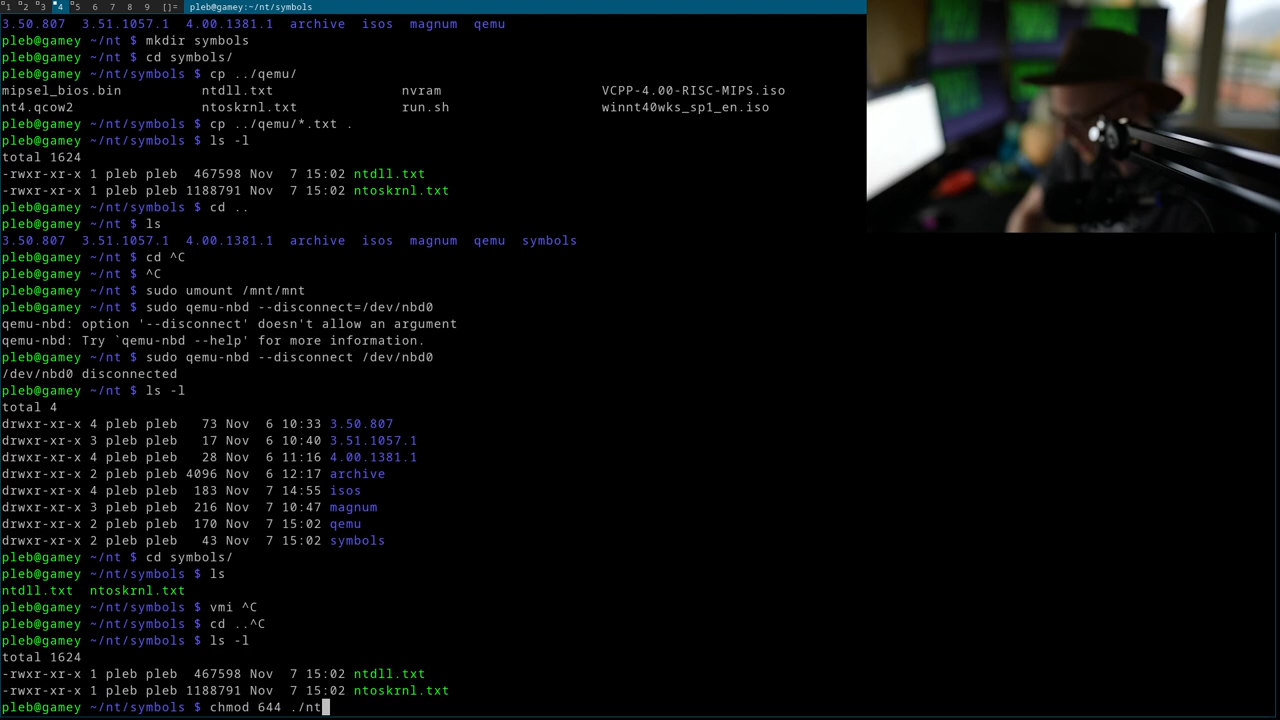 1 2 3 4 5 6 7 8 9 []= pleb@gamey:~/nt/symbols
3.50.807 3.51.1057.1 4.00.1381.1 archive isos magnum qemu
pleb@gamey ~/nt $ mkdir symbols
pleb@gamey ~/nt $ cd symbols/
pleb@gamey ~/nt/symbols $ cp ../qemu/
mipsel_bios.bin ntdll.txt nvram VCPP-4.00-RISC-MIPS.iso
nt4.qcow2 ntoskrnl.txt run.sh winnt40wks_sp1_en.iso
pleb@gamey ~/nt/symbols $ cp ../qemu/*.txt .
pleb@gamey ~/nt/symbols $ ls -l
total 1624
-rwxr-xr-x 1 pleb pleb 467598 Nov 7 15:02 ntdll.txt
-rwxr-xr-x 1 pleb pleb 1188791 Nov 7 15:02 ntoskrnl.txt
pleb@gamey ~/nt/symbols $ cd ..
pleb@gamey ~/nt $ ls
3.50.807 3.51.1057.1 4.00.1381.1 archive isos magnum qemu symbols
pleb@gamey ~/nt $ cd ^C
pleb@gamey ~/nt $ ^C
pleb@gamey ~/nt $ sudo umount /mnt/mnt
pleb@gamey ~/nt $ sudo qemu-nbd --disconnect=/dev/nbd0
qemu-nbd: option '--disconnect' doesn't allow an argument
qemu-nbd: Try `qemu-nbd --help' for more information.
pleb@gamey ~/nt $ sudo qemu-nbd --disconnect /dev/nbd0
/dev/nbd0 disconnected
pleb@gamey ~/nt $ ls -l
total 4
drwxr-xr-x 4 pleb pleb 73 Nov 6 10:33 3.50.807
drwxr-xr-x 3 pleb pleb 17 Nov 6 10:40 3.51.1057.1
drwxr-xr-x 4 pleb pleb 28 Nov 6 11:16 4.00.1381.1
drwxr-xr-x 2 pleb pleb 4096 Nov 6 12:17 archive
drwxr-xr-x 4 pleb pleb 183 Nov 7 14:55 isos
drwxr-xr-x 3 pleb pleb 216 Nov 7 10:47 magnum
drwxr-xr-x 2 pleb pleb 170 Nov 7 15:02 qemu
drwxr-xr-x 2 pleb pleb 43 Nov 7 15:02 symbols
pleb@gamey ~/nt $ cd symbols/
pleb@gamey ~/nt/symbols $ ls
ntdll.txt ntoskrnl.txt
pleb@gamey ~/nt/symbols $ vmi ^C
pleb@gamey ~/nt/symbols $ cd ..^C
pleb@gamey ~/nt/symbols $ ls -l
total 1624
-rwxr-xr-x 1 pleb pleb 467598 Nov 7 15:02 ntdll.txt
-rwxr-xr-x 1 pleb pleb 1188791 Nov 7 15:02 ntoskrnl.txt
pleb@gamey ~/nt/symbols $ chmod 644 ./nt